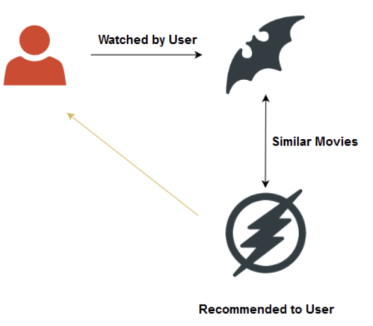 Watched by User
Similar Movies
Recommended to User